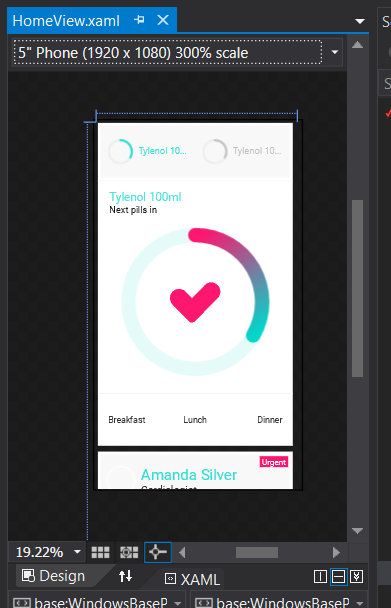 HomeView.xaml
S
5" Phone (1920 x 1080) 300% scale
S
Tylenol 10... Tylenol 10...
Tylenol 100ml
Next pills in
Breakfast Lunch Dinner
Urgent
Amanda Silver
Cardiologist
19.22%
Design XAML
base:WindowsBaseP base:WindowsBaseP